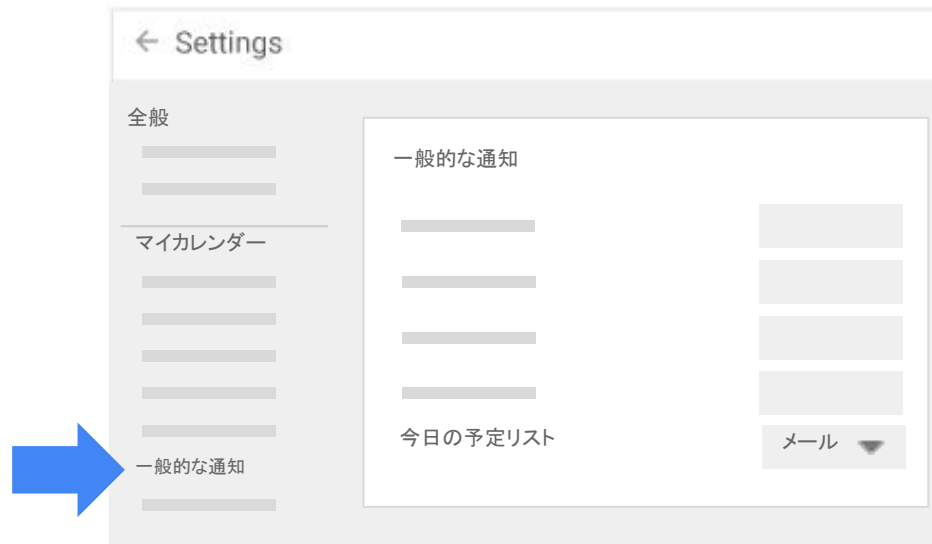 ← Settings
全般
マイカレンダー
一般的な通知
一般的な通知
今日の予定リスト
メール